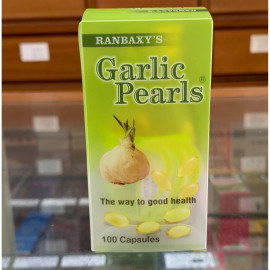 RANBAXY'S
Garlic
Pearls®
The way to good health
100 Capsules